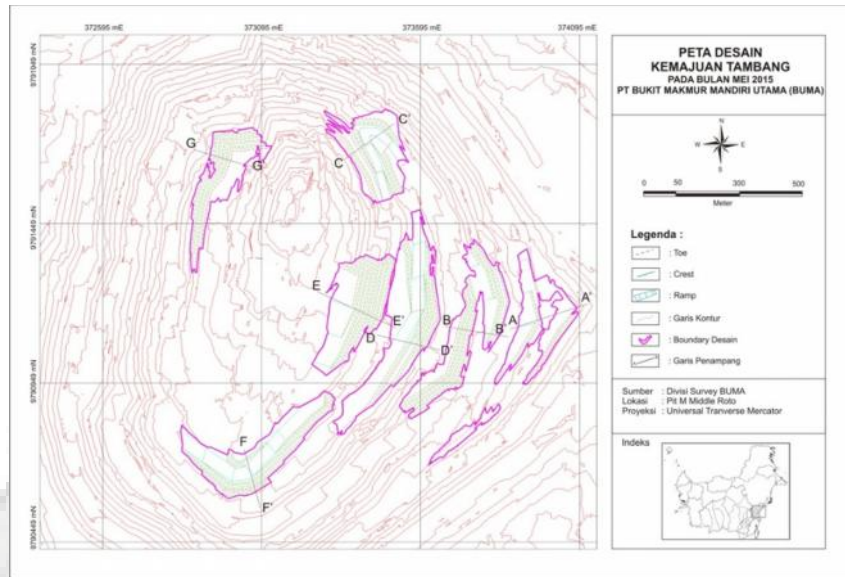 372595 mE 373095 mE 373595 mE 374095 mE
9791949 mN
9791449 mN
9790949 mN
9790449 mN
C'
G
C
G'
E
A'
E'
B
A
D
B'
D'
F
F'
PETA DESAIN
KEMAJUAN TAMBANG
PADA BULAN MEI 2015
PT BUKIT MAKMUR MANDIRI UTAMA (BUMA)
N
W E
S
0 50 300 500
Meter
Legenda :
: Toe
: Crest
: Ramp
: Garis Kontur
: Boundary Desain
: Garis Penampang
Sumber : Divisi Survey BUMA
Lokasi : Pit M Middle Roto
Proyeksi : Universal Tranverse Mercator
Indeks